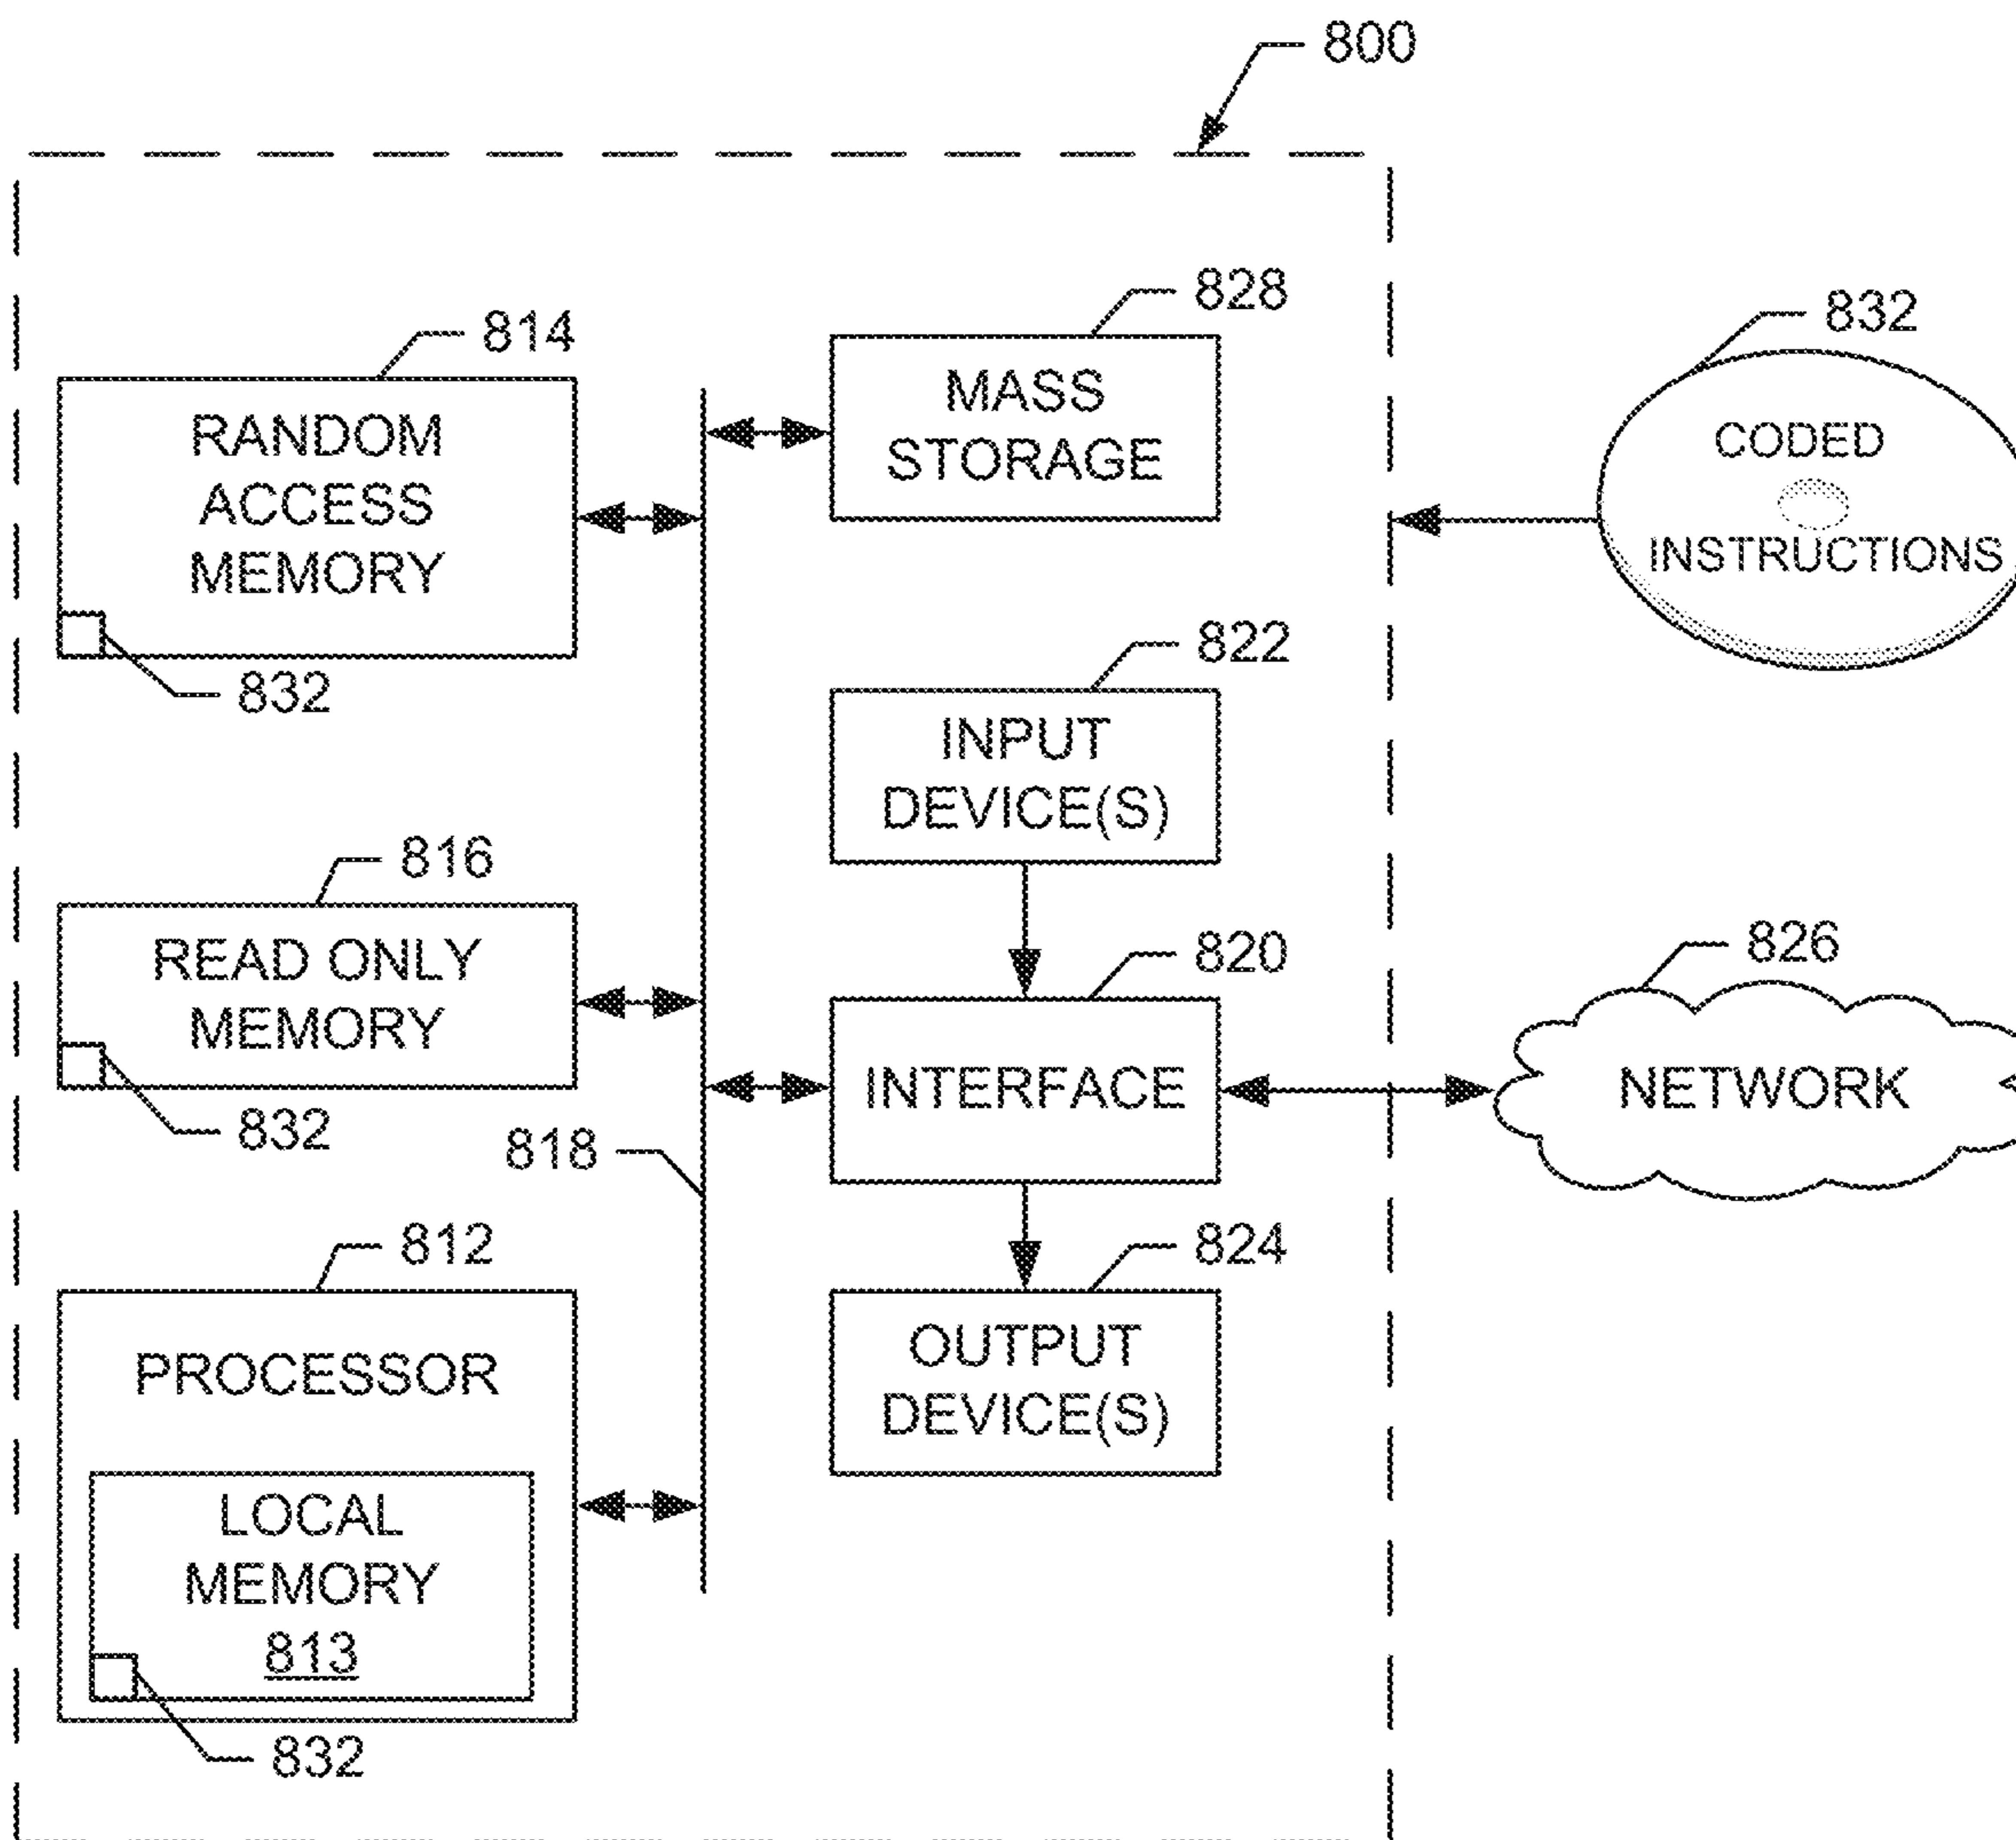 800
828
MASS
STORAGE
814
RANDOM
ACCESS
MEMORY
832
832
CODED
INSTRUCTIONS
822
INPUT
DEVICE(S)
816
READ ONLY
MEMORY
832
820
INTERFACE
826
NETWORK
818
812
PROCESSOR
LOCAL
MEMORY
813
832
824
OUTPUT
DEVICE(S)